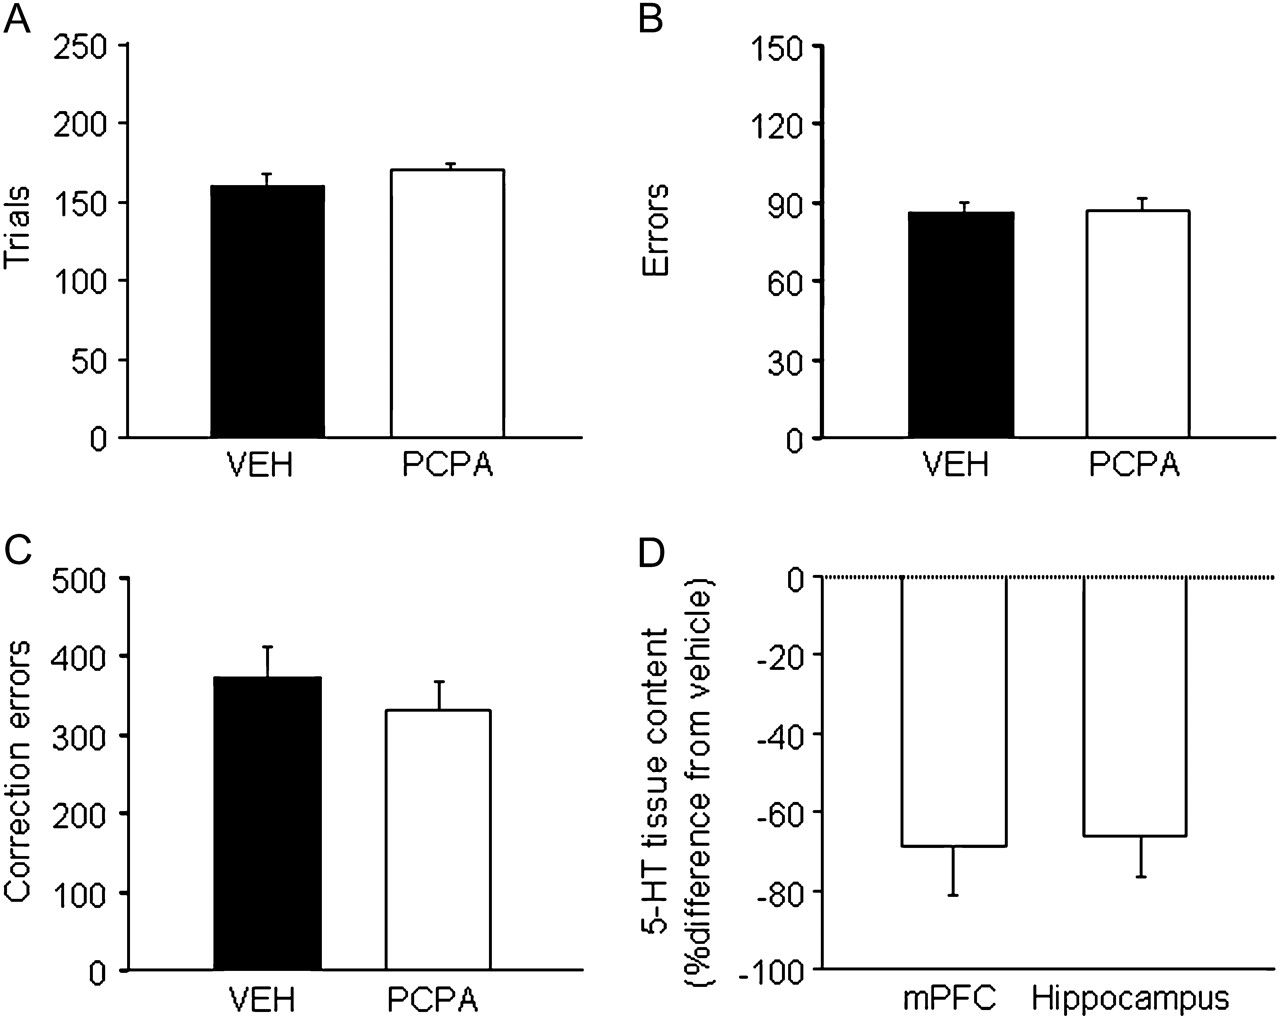 A
250
200
150
100
50
0
Trials
VEH PCPA
B
150
120
90
60
30
0
Errors
VEH PCPA
C
500
400
300
200
100
0
Correction errors
VEH PCPA
D
0
-20
-40
-60
-80
-100
5-HT tissue content
(%difference from vehicle)
mPFC Hippocampus